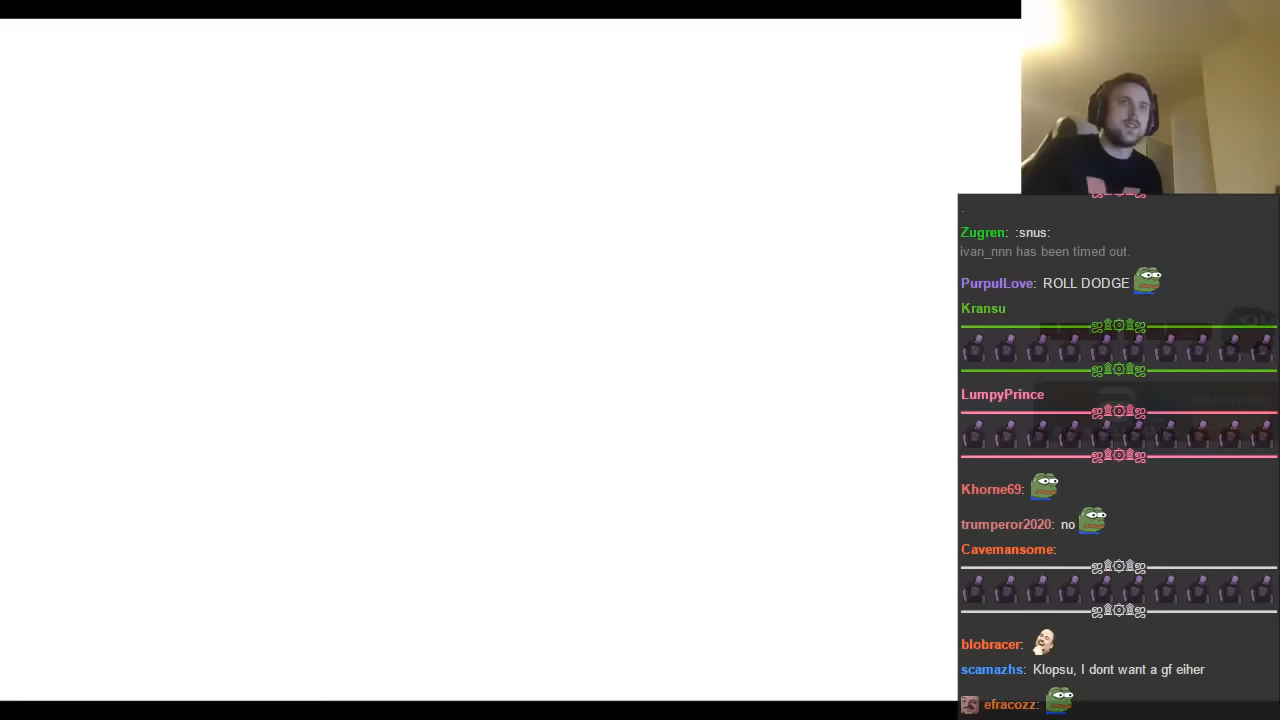 .
Zugren: :snus:
ivan_nnn has been timed out.
PurpulLove: ROLL DODGE
Kransu
LumpyPrince
Khorne69:
trumperor2020: no
Cavemansome:
blobracer:
scamazhs: Klopsu, I dont want a gf eiher
efracozz: